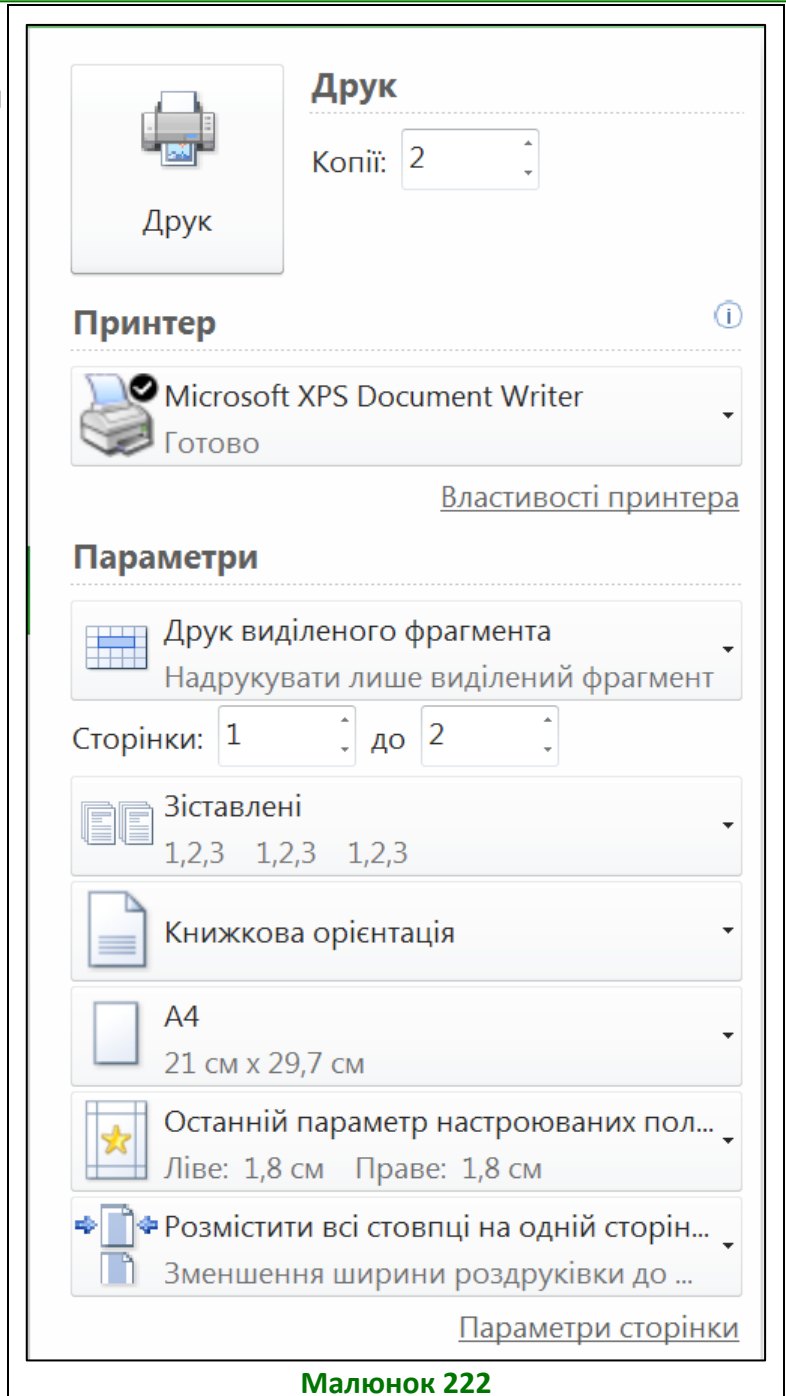 Друк
Копії: 2
Друк
Принтер
Microsoft XPS Document Writer
Готово
Властивості принтера
Параметри
Друк виділеного фрагмента
Надрукувати лише виділений фрагмент
Сторінки: 1 до 2
Зіставлені
1,2,3 1,2,3 1,2,3
Книжкова орієнтація
A4
21 см x 29,7 см
Останній параметр настроюваних пол...
Ліве: 1,8 см Праве: 1,8 см
Розмістити всі стовпці на одній сторін...
Зменшення ширини роздруківки до ...
Параметри сторінки
Малюнок 222